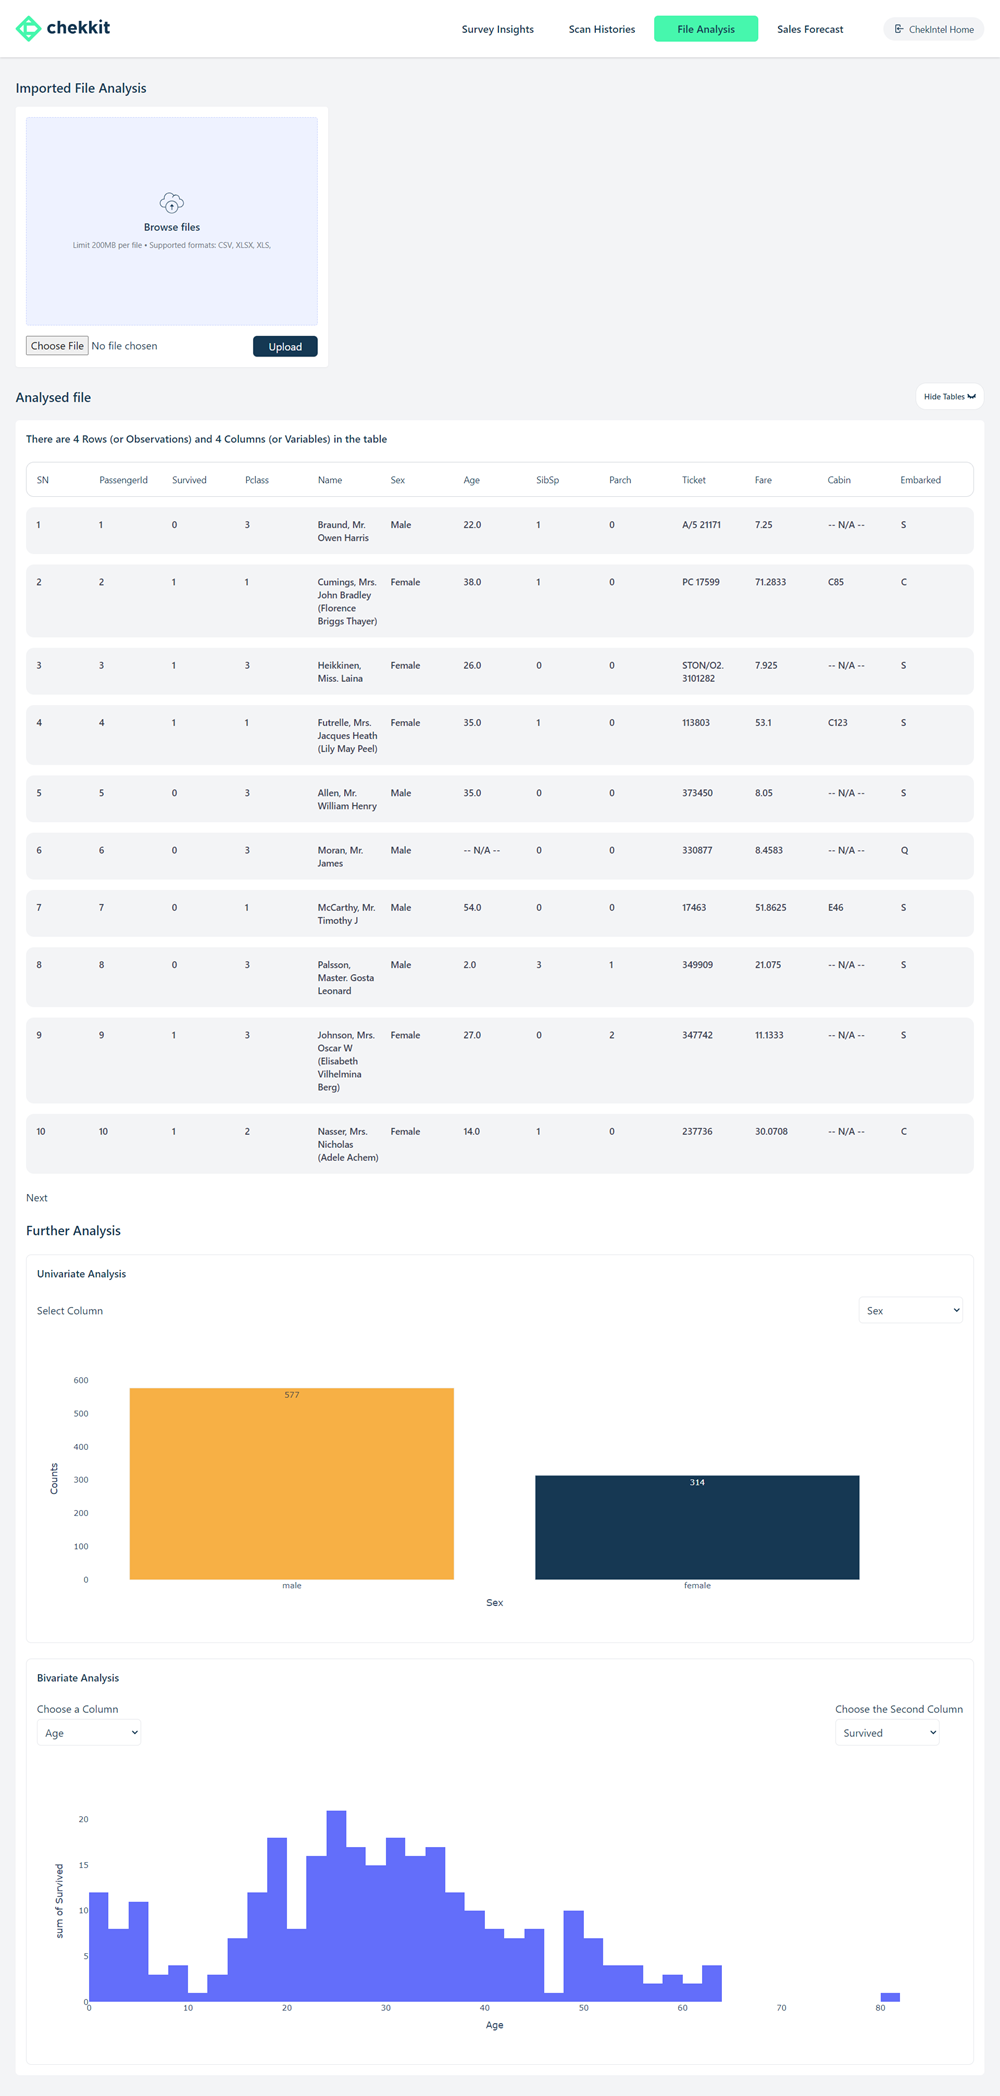 chekkit
Survey Insights
Scan Histories
File Analysis
Sales Forecast
ChekIntel Home
Imported File Analysis
Browse files
Limit 200MB per file • Supported formats: CSV, XLSX, XLS,
Choose File No file chosen
Upload
Analysed file
Hide Tables
There are 4 Rows (or Observations) and 4 Columns (or Variables) in the table
SN PassengerId Survived Pclass Name Sex Age SibSp Parch Ticket Fare Cabin Embarked
1 1 0 3 Braund, Mr. Male 22.0 1 0 A/5 21171 7.25 -- N/A -- S
Owen Harris
2 2 1 1 Cumings, Mrs. Female 38.0 1 0 PC 17599 71.2833 C85 C
John Bradley
(Florence
Briggs Thayer)
3 3 1 3 Heikkinen, Female 26.0 0 0 STON/O2. 7.925 -- N/A -- S
Miss. Laina 3101282
4 4 1 1 Futrelle, Mrs. Female 35.0 1 0 113803 53.1 C123 S
Jacques Heath
(Lily May Peel)
5 5 0 3 Allen, Mr. Male 35.0 0 0 373450 8.05 -- N/A -- S
William Henry
6 6 0 3 Moran, Mr. Male -- N/A -- 0 0 330877 8.4583 -- N/A -- Q
James
7 7 0 1 McCarthy, Mr. Male 54.0 0 0 17463 51.8625 E46 S
Timothy J
8 8 0 3 Palsson, Male 2.0 3 1 349909 21.075 -- N/A -- S
Master. Gosta
Leonard
9 9 1 3 Johnson, Mrs. Female 27.0 0 2 347742 11.1333 -- N/A -- S
Oscar W
(Elisabeth
Vilhelmina
Berg)
10 10 1 2 Nasser, Mrs. Female 14.0 1 0 237736 30.0708 -- N/A -- C
Nicholas
(Adele Achem)
Next
Further Analysis
Univariate Analysis
Select Column
Sex
600
500
400
300
200
100
0
Counts
577
314
male
female
Sex
Bivariate Analysis
Choose a Column
Age
Choose the Second Column
Survived
20
15
10
5
0
sum of Survived
0 10 20 30 40 50 60 70 80
Age